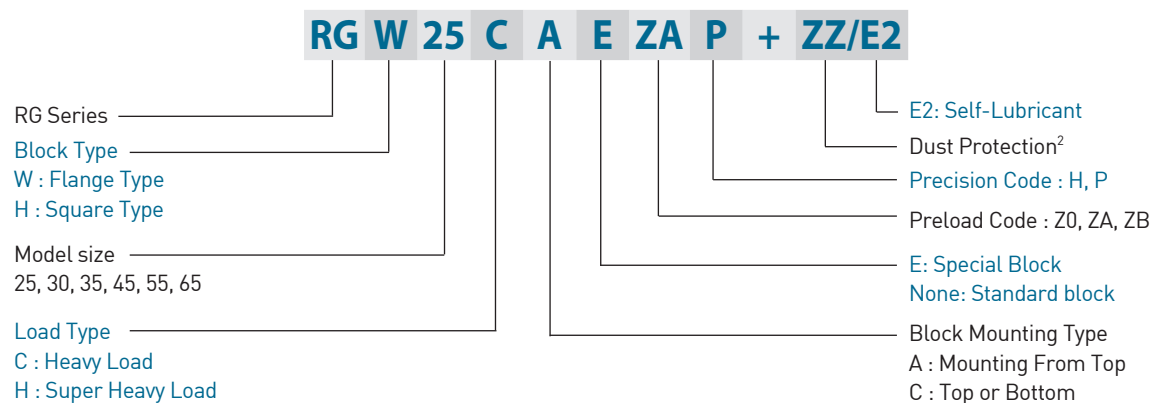 RG W 25 C A E ZA P + ZZ/E2
RG Series
Block Type
W : Flange Type
H : Square Type
Model size
25, 30, 35, 45, 55, 65
Load Type
C : Heavy Load
H : Super Heavy Load
E2: Self-Lubricant
Dust Protection²
Precision Code : H, P
Preload Code : Z0, ZA, ZB
E: Special Block
None: Standard block
Block Mounting Type
A : Mounting From Top
C : Top or Bottom